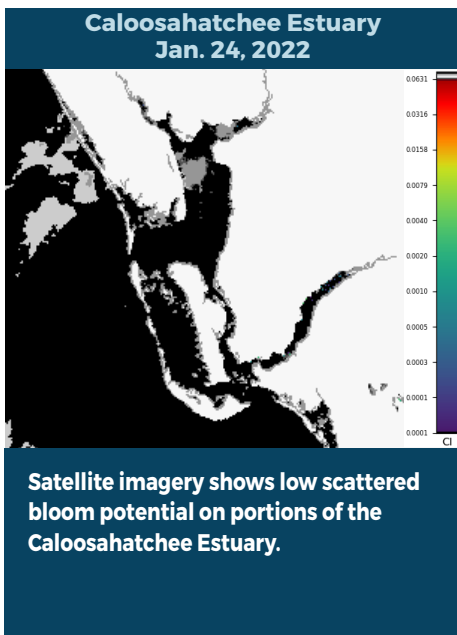 Caloosahatchee Estuary
Jan. 24, 2022
0.0631
0.0316
0.0158
0.0079
0.0040
0.0020
0.0010
0.0005
0.0003
0.0001
0.0001
CI
Satellite imagery shows low scattered
bloom potential on portions of the
Caloosahatchee Estuary.